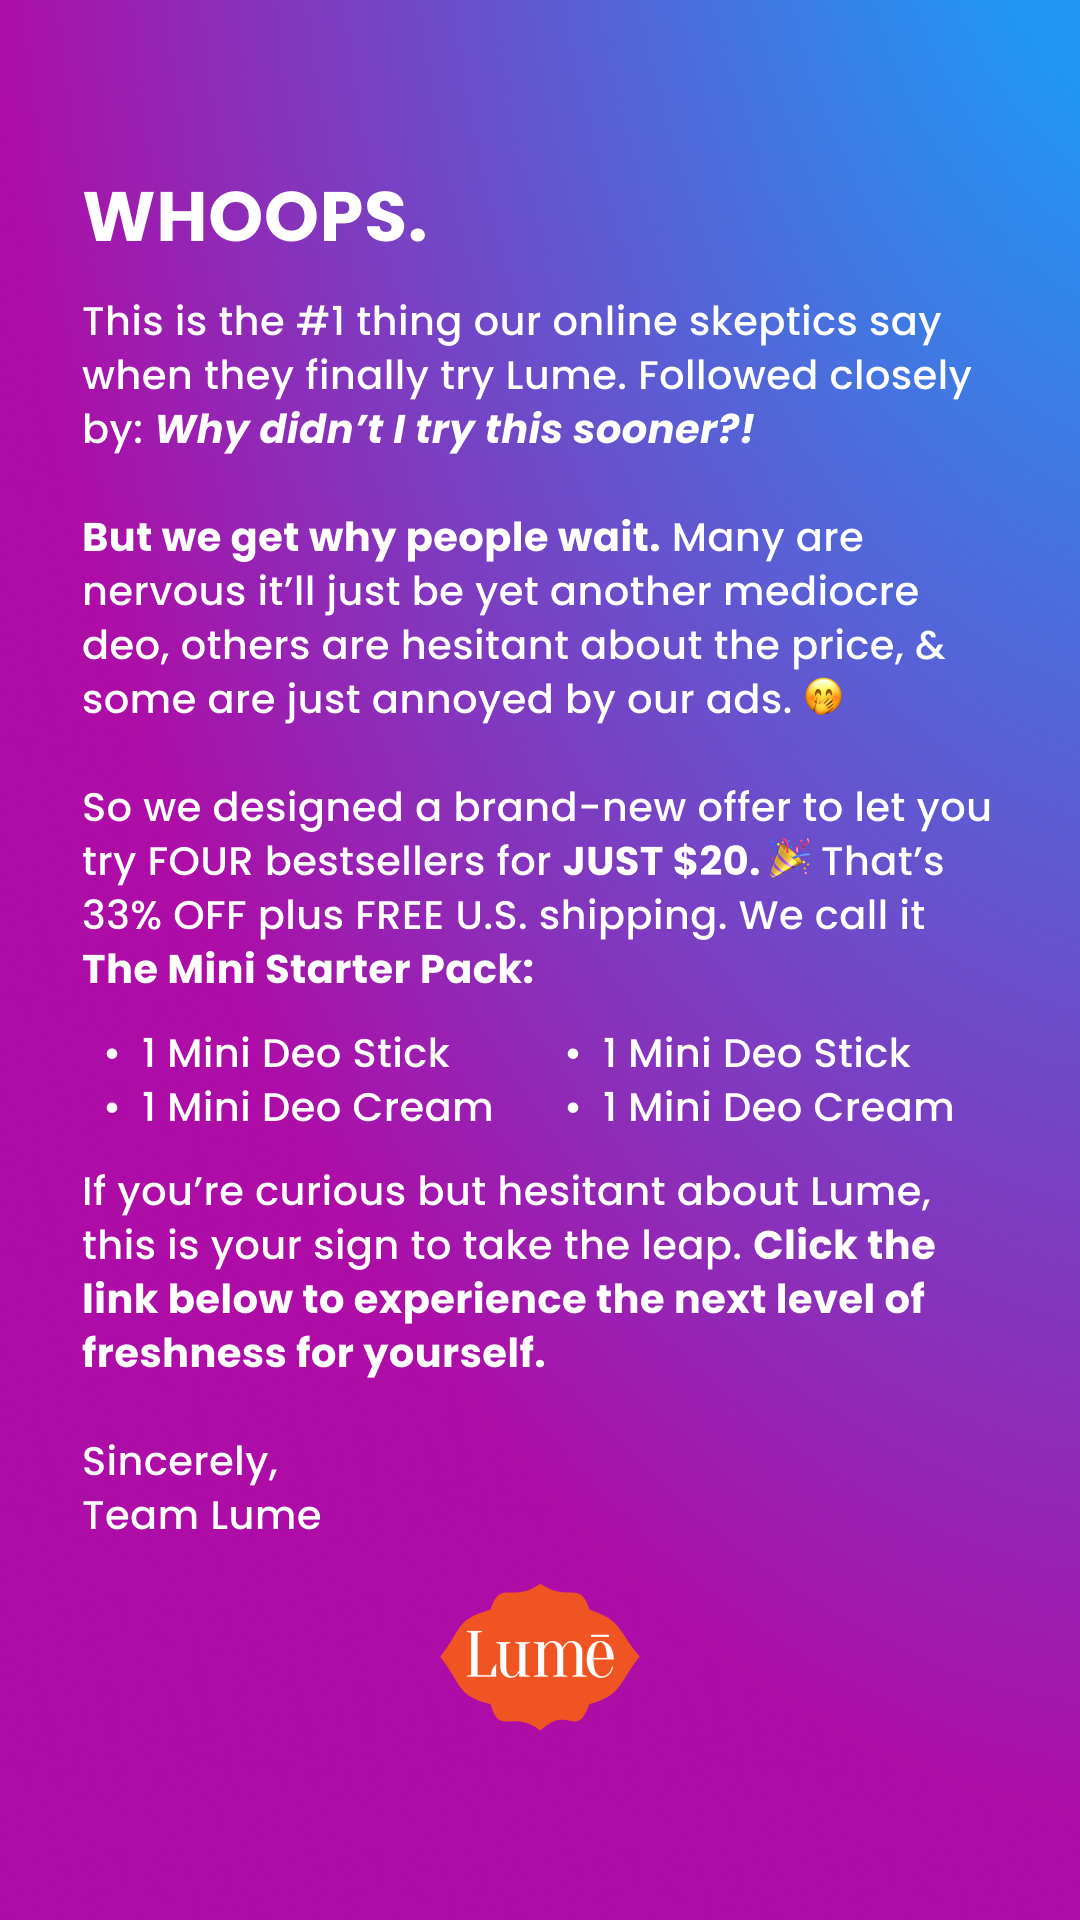 WHOOPS.
This is the #1 thing our online skeptics say
when they finally try Lume. Followed closely
by: Why didn’t I try this sooner?!
But we get why people wait. Many are
nervous it’ll just be yet another mediocre
deo, others are hesitant about the price, &
some are just annoyed by our ads. 🤭
So we designed a brand-new offer to let you
try FOUR bestsellers for JUST $20. 🎉 That’s
33% OFF plus FREE U.S. shipping. We call it
The Mini Starter Pack:
• 1 Mini Deo Stick
• 1 Mini Deo Cream
• 1 Mini Deo Stick
• 1 Mini Deo Cream
If you’re curious but hesitant about Lume,
this is your sign to take the leap. Click the
link below to experience the next level of
freshness for yourself.
Sincerely,
Team Lume
Lumē